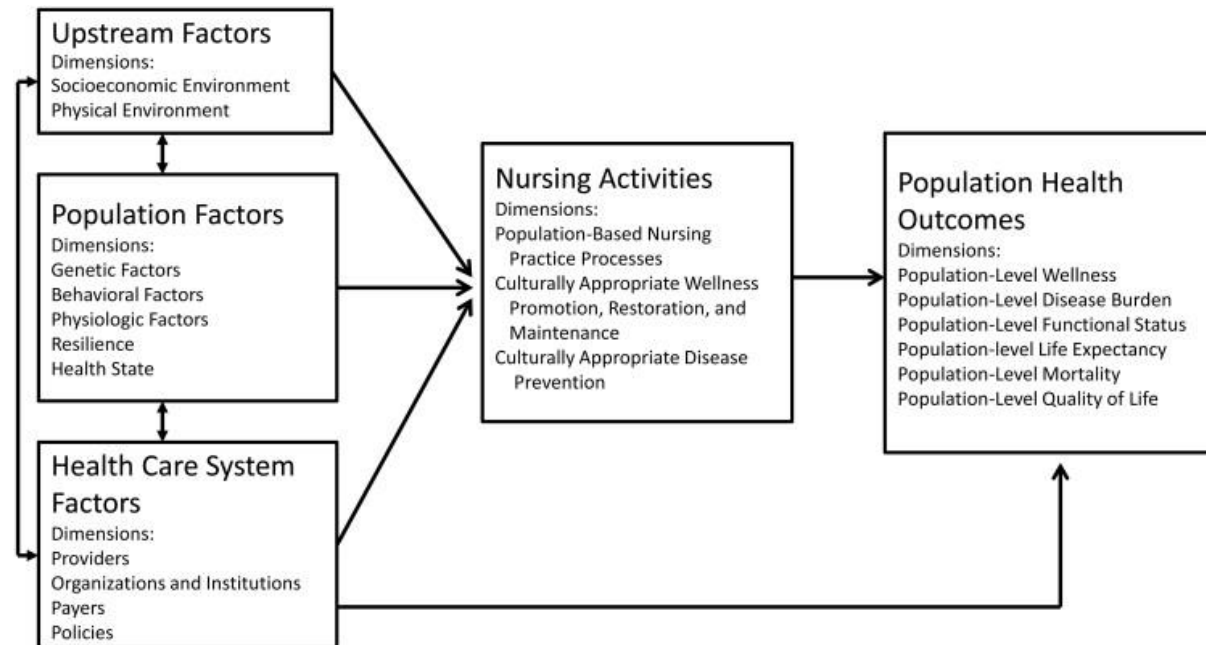 Upstream Factors
Dimensions:
Socioeconomic Environment
Physical Environment
Population Factors
Dimensions:
Genetic Factors
Behavioral Factors
Physiologic Factors
Resilience
Health State
Health Care System
Factors
Dimensions:
Providers
Organizations and Institutions
Payers
Policies
Nursing Activities
Dimensions:
Population-Based Nursing
Practice Processes
Culturally Appropriate Wellness
Promotion, Restoration, and
Maintenance
Culturally Appropriate Disease
Prevention
Population Health
Outcomes
Dimensions:
Population-Level Wellness
Population-Level Disease Burden
Population-Level Functional Status
Population-level Life Expectancy
Population-Level Mortality
Population-Level Quality of Life